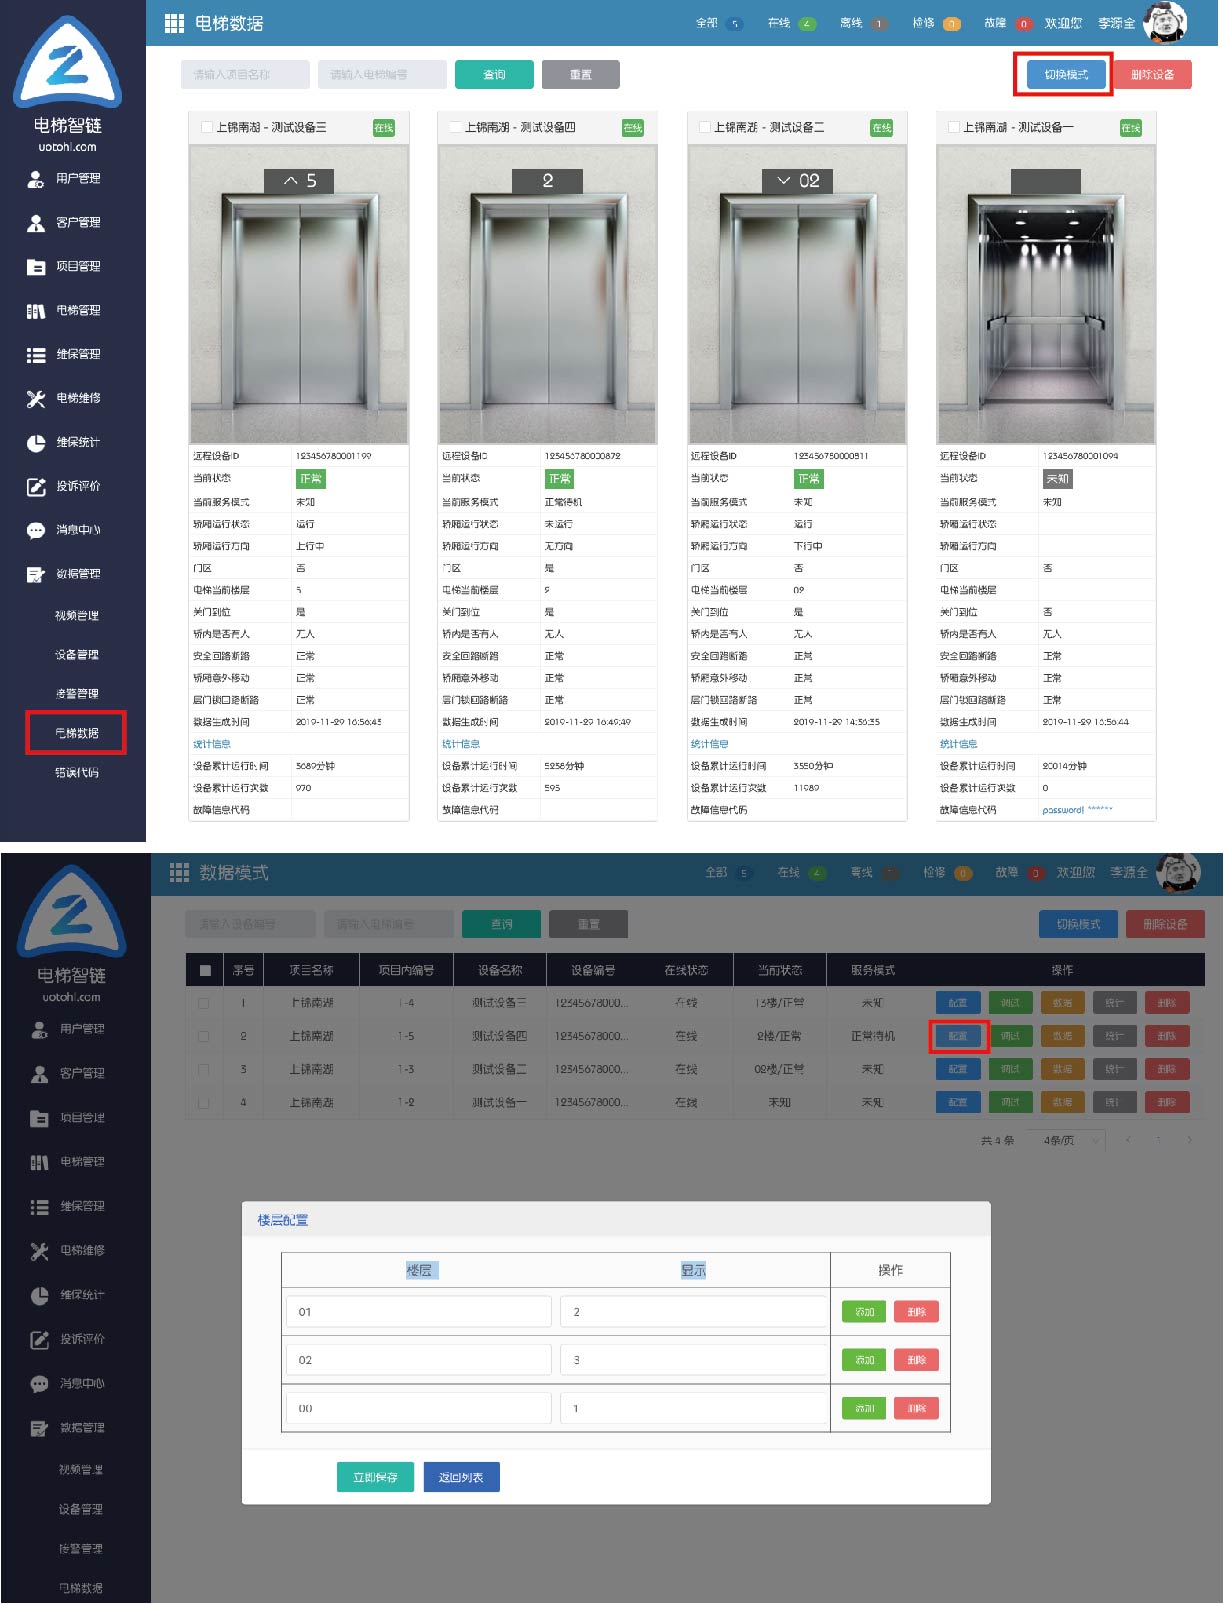 电梯数据 全部 5 在线 4 离线 1 检修 0 故障 0 欢迎您 李源全
请输入项目名称 请输入电梯编号 查询 重置 切换模式 删除设备
电梯智链
uotohl.com
用户管理
客户管理
项目管理
电梯管理
维保管理
电梯维修
维保统计
投诉评价
消息中心
数据管理
视频管理
设备管理
接警管理
电梯数据
错误代码
上锦南湖 - 测试设备三 在线
5
远程设备ID 123456780001199
当前状态 正常
当前服务模式 未知
轿厢运行状态 运行
轿厢运行方向 上行中
门区 否
电梯当前楼层 5
关门到位 是
轿内是否有人 无人
安全回路断路 正常
轿厢意外移动 正常
层门锁回路断路 正常
数据生成时间 2019-11-29 16:56:43
统计信息
设备累计运行时间 3689分钟
设备累计运行次数 970
故障信息代码
上锦南湖 - 测试设备四 在线
2
远程设备ID 123456780000872
当前状态 正常
当前服务模式 正常待机
轿厢运行状态 未运行
轿厢运行方向 无方向
门区 是
电梯当前楼层 2
关门到位 是
轿内是否有人 无人
安全回路断路 正常
轿厢意外移动 正常
层门锁回路断路 正常
数据生成时间 2019-11-29 16:49:49
统计信息
设备累计运行时间 5238分钟
设备累计运行次数 595
故障信息代码
上锦南湖 - 测试设备二 在线
02
远程设备ID 123456780000811
当前状态 正常
当前服务模式 未知
轿厢运行状态 运行
轿厢运行方向 下行中
门区 否
电梯当前楼层 02
关门到位 是
轿内是否有人 无人
安全回路断路 正常
轿厢意外移动 正常
层门锁回路断路 正常
数据生成时间 2019-11-29 14:36:35
统计信息
设备累计运行时间 3550分钟
设备累计运行次数 11989
故障信息代码
上锦南湖 - 测试设备一 在线
远程设备ID 123456780001094
当前状态 未知
当前服务模式 未知
轿厢运行状态
轿厢运行方向
门区 否
电梯当前楼层
关门到位 否
轿内是否有人 无人
安全回路断路 正常
轿厢意外移动 正常
层门锁回路断路 正常
数据生成时间 2019-11-29 16:56:44
统计信息
设备累计运行时间 20014分钟
设备累计运行次数 0
故障信息代码 password! ******
数据模式 全部 5 在线 4 离线 1 检修 0 故障 0 欢迎您 李源全
请输入设备编号 请输入电梯编号 查询 重置 切换模式 删除设备
电梯智链
uotohl.com
用户管理
客户管理
项目管理
电梯管理
维保管理
电梯维修
维保统计
投诉评价
消息中心
数据管理
视频管理
设备管理
接警管理
电梯数据
序号 项目名称 项目内编号 设备名称 设备编号 在线状态 当前状态 服务模式 操作
1 上锦南湖 1-4 测试设备三 12345678000... 在线 13楼/正常 未知 配置 调试 数据 统计 删除
2 上锦南湖 1-5 测试设备四 12345678000... 在线 2楼/正常 正常待机 配置 调试 数据 统计 删除
3 上锦南湖 1-3 测试设备二 12345678000... 在线 02楼/正常 未知 配置 调试 数据 统计 删除
4 上锦南湖 1-2 测试设备一 12345678000... 在线 未知 未知 配置 调试 数据 统计 删除
共 4 条 4条/页 1
楼层配置
楼层 显示 操作
01 2 添加 删除
02 3 添加 删除
00 1 添加 删除
立即保存 返回列表